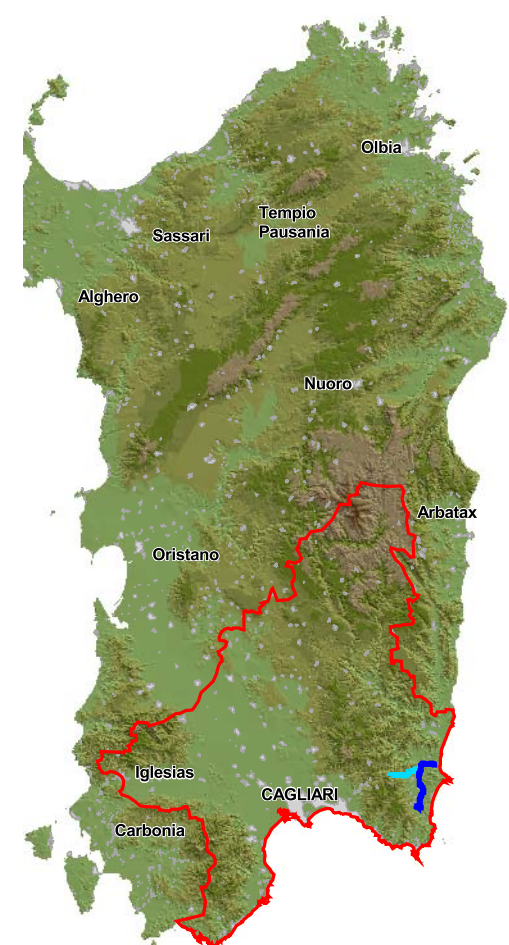 Olbia
Tempio
Pausania
Sassari
Alghero
Nuoro
Arbatax
Oristano
Iglesias
CAGLIARI
Carbonia